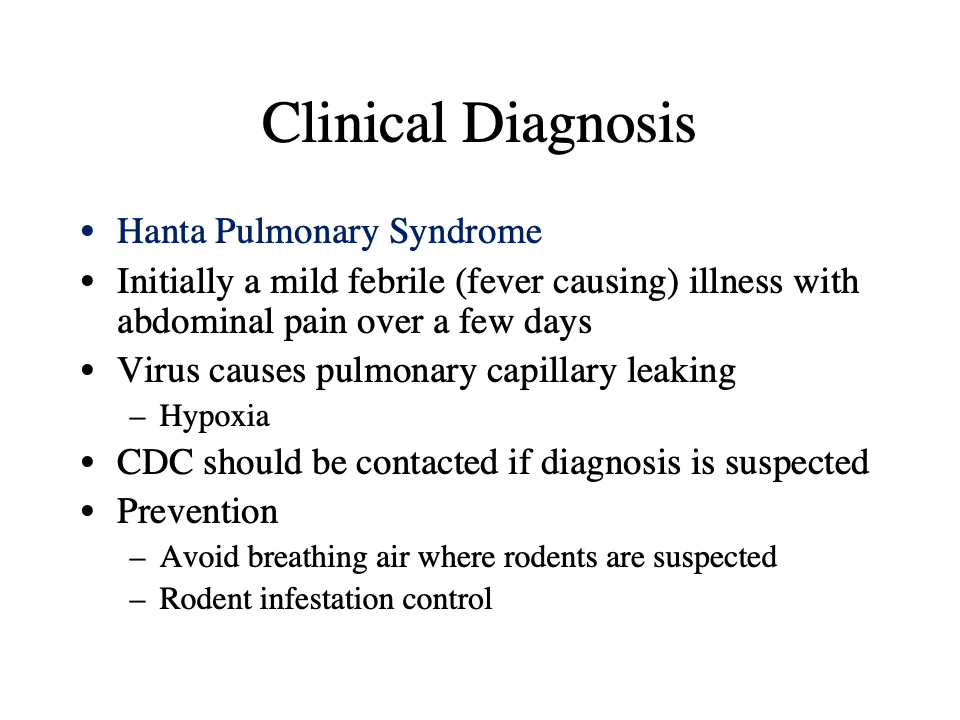 Clinical Diagnosis
• Hanta Pulmonary Syndrome
• Initially a mild febrile (fever causing) illness with
abdominal pain over a few days
• Virus causes pulmonary capillary leaking
– Hypoxia
• CDC should be contacted if diagnosis is suspected
• Prevention
– Avoid breathing air where rodents are suspected
– Rodent infestation control